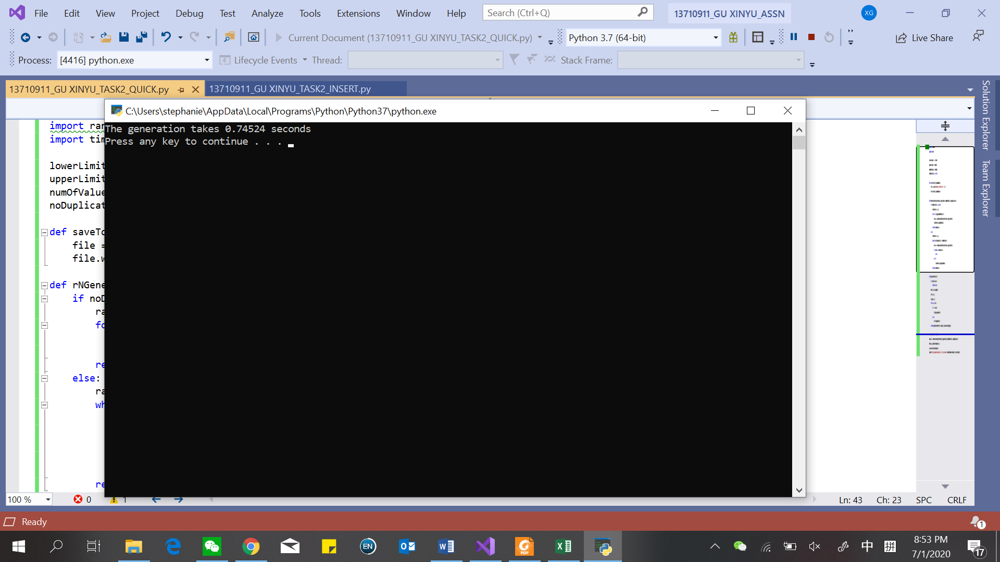 File Edit View Project Debug Test Analyze Tools Extensions Window Help Search (Ctrl+Q) 13710911_GU XINYU_ASSN XG
Current Document (13710911_GU XINYU_TASK2_QUICK.py) Python 3.7 (64-bit) Live Share
Process: [4416] python.exe Lifecycle Events Thread: Stack Frame:
13710911_GU XINYU_TASK2_QUICK.py 13710911_GU XINYU_TASK2_INSERT.py
Solution Explorer
Team Explorer
C:\Users\stephanie\AppData\Local\Programs\Python\Python37\python.exe
The generation takes 0.74524 seconds
Press any key to continue . . .
import ran
import tim
lowerLimit
upperLimit
numOfValue
noDuplicat
def saveTo
file =
file.w
def rNGene
if noD
ra
fo
re
else:
ra
wh
re
100 % 0 1 Ln: 43 Ch: 23 SPC CRLF
Ready 1
EN PDF 中 拼 8:53 PM
7/1/2020 17